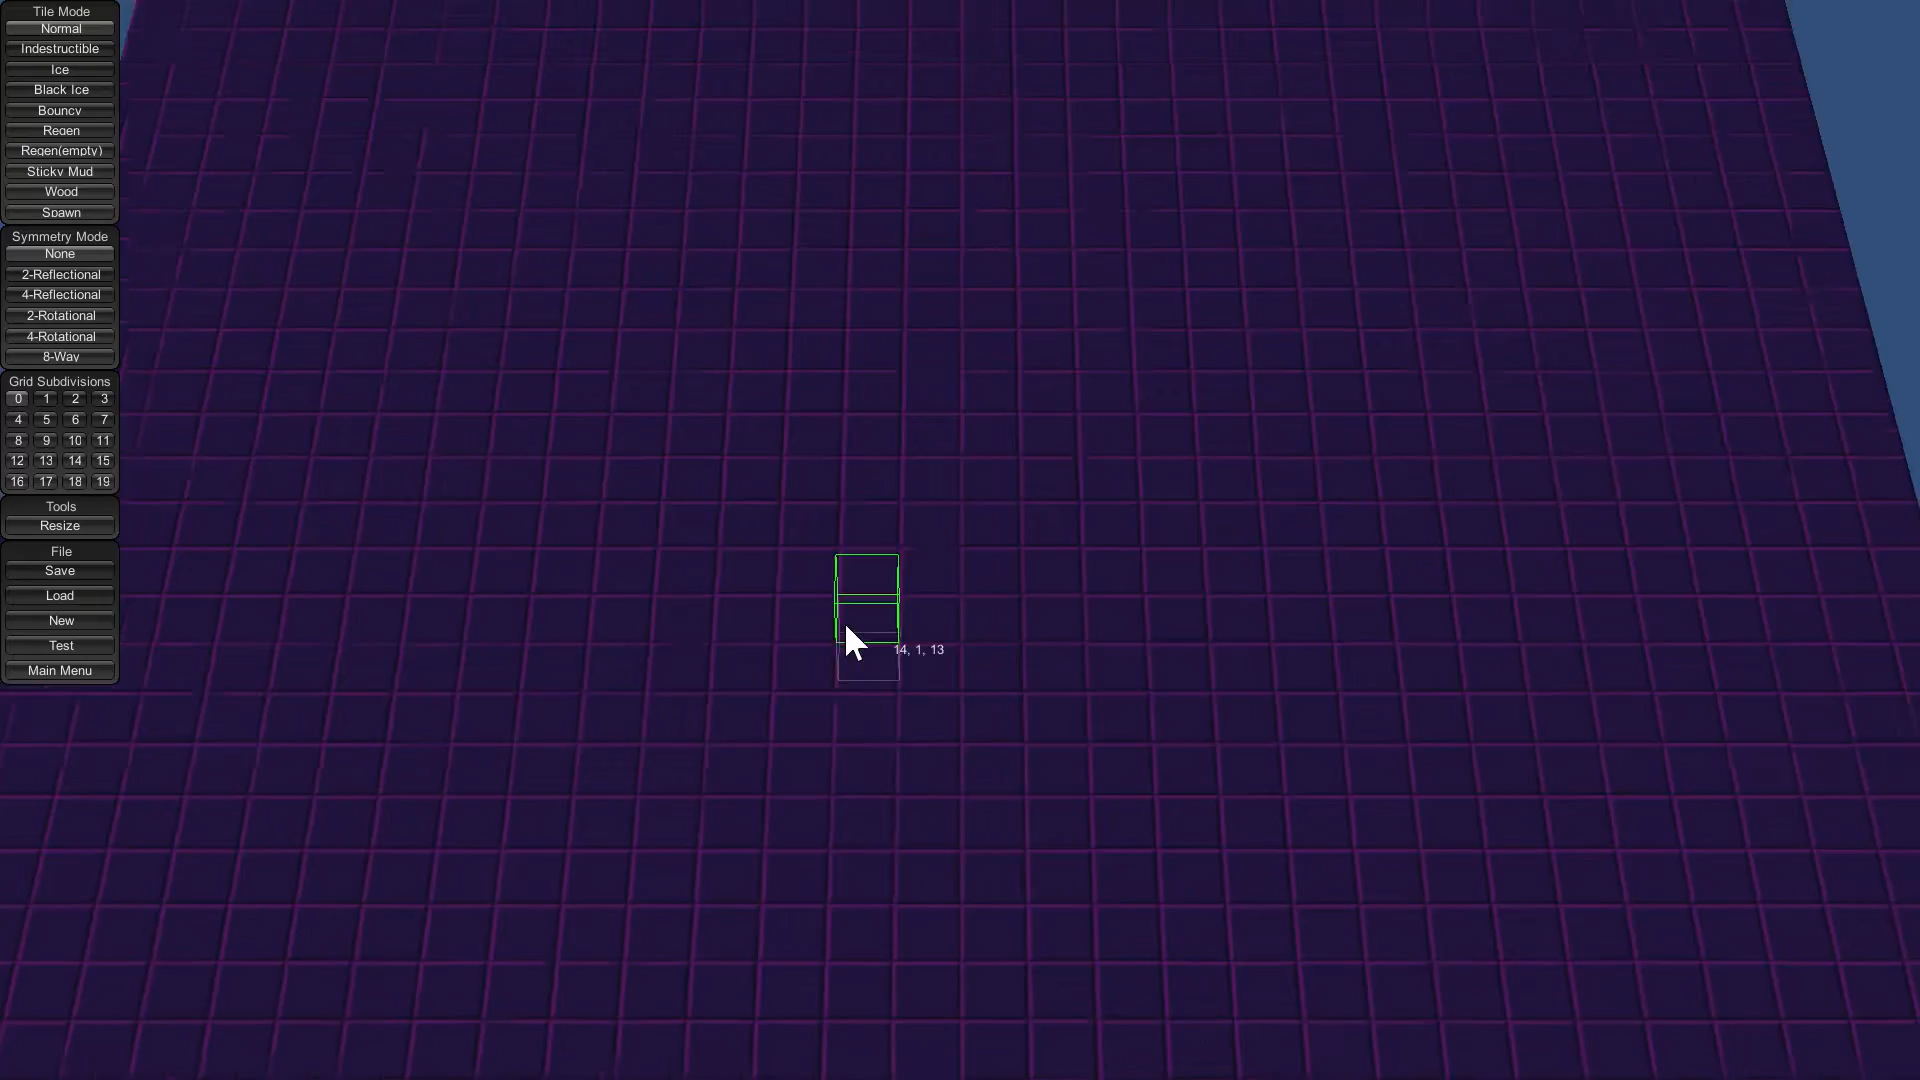 Tile Mode
Normal
Indestructible
Ice
Black Ice
Bouncy
Regen
Regen(empty)
Sticky Mud
Wood
Spawn
Symmetry Mode
None
2-Reflectional
4-Reflectional
2-Rotational
4-Rotational
8-Way
Grid Subdivisions
0 1 2 3
4 5 6 7
8 9 10 11
12 13 14 15
16 17 18 19
Tools
Resize
File
Save
Load
New
Test
Main Menu
14, 1, 13